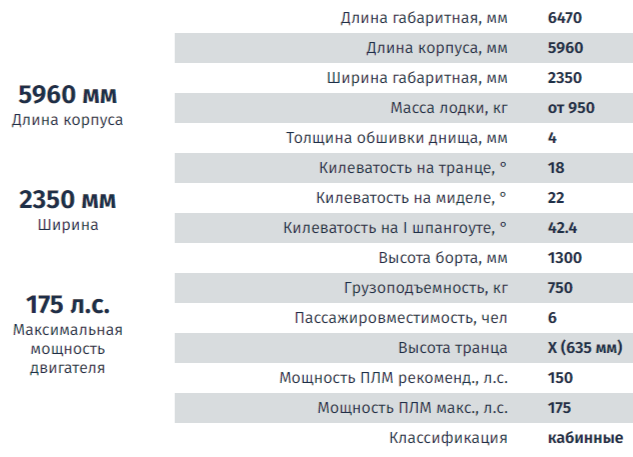 5960 мм
Длина корпуса
2350 мм
Ширина
175 л.с.
Максимальная
мощность
двигателя
Длина габаритная, мм 6470
Длина корпуса, мм 5960
Ширина габаритная, мм 2350
Масса лодки, кг от 950
Толщина обшивки днища, мм 4
Килеватость на транце, ° 18
Килеватость на миделе, ° 22
Килеватость на I шпангоуте, ° 42.4
Высота борта, мм 1300
Грузоподъемность, кг 750
Пассажировместимость, чел 6
Высота транца X (635 мм)
Мощность ПЛМ рекоменд., л.с. 150
Мощность ПЛМ макс., л.с. 175
Классификация кабинные